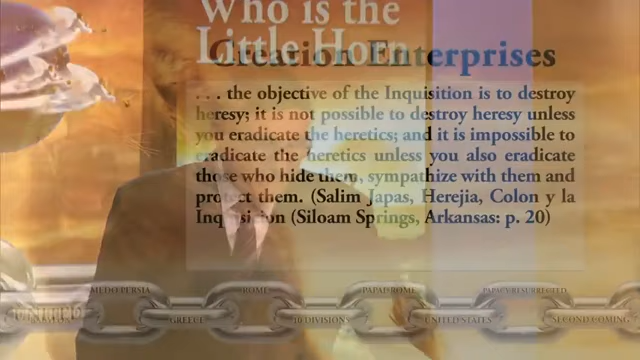 Who is the
Little Horn
Creation Enterprises
. . . the objective of the Inquisition is to destroy
heresy; it is not possible to destroy heresy unless
you eradicate the heretics; and it is impossible to
eradicate the heretics unless you also eradicate
those who hide them, sympathize with them and
protect them. (Salim Japas, Herejia, Colon y la
Inquisicion (Siloam Springs, Arkansas: p. 20)
MEDO PERSIA ROME PAPAL ROME PAPACY RESURRECTED
GREECE 10 DIVISIONS UNITED STATES SECOND COMING